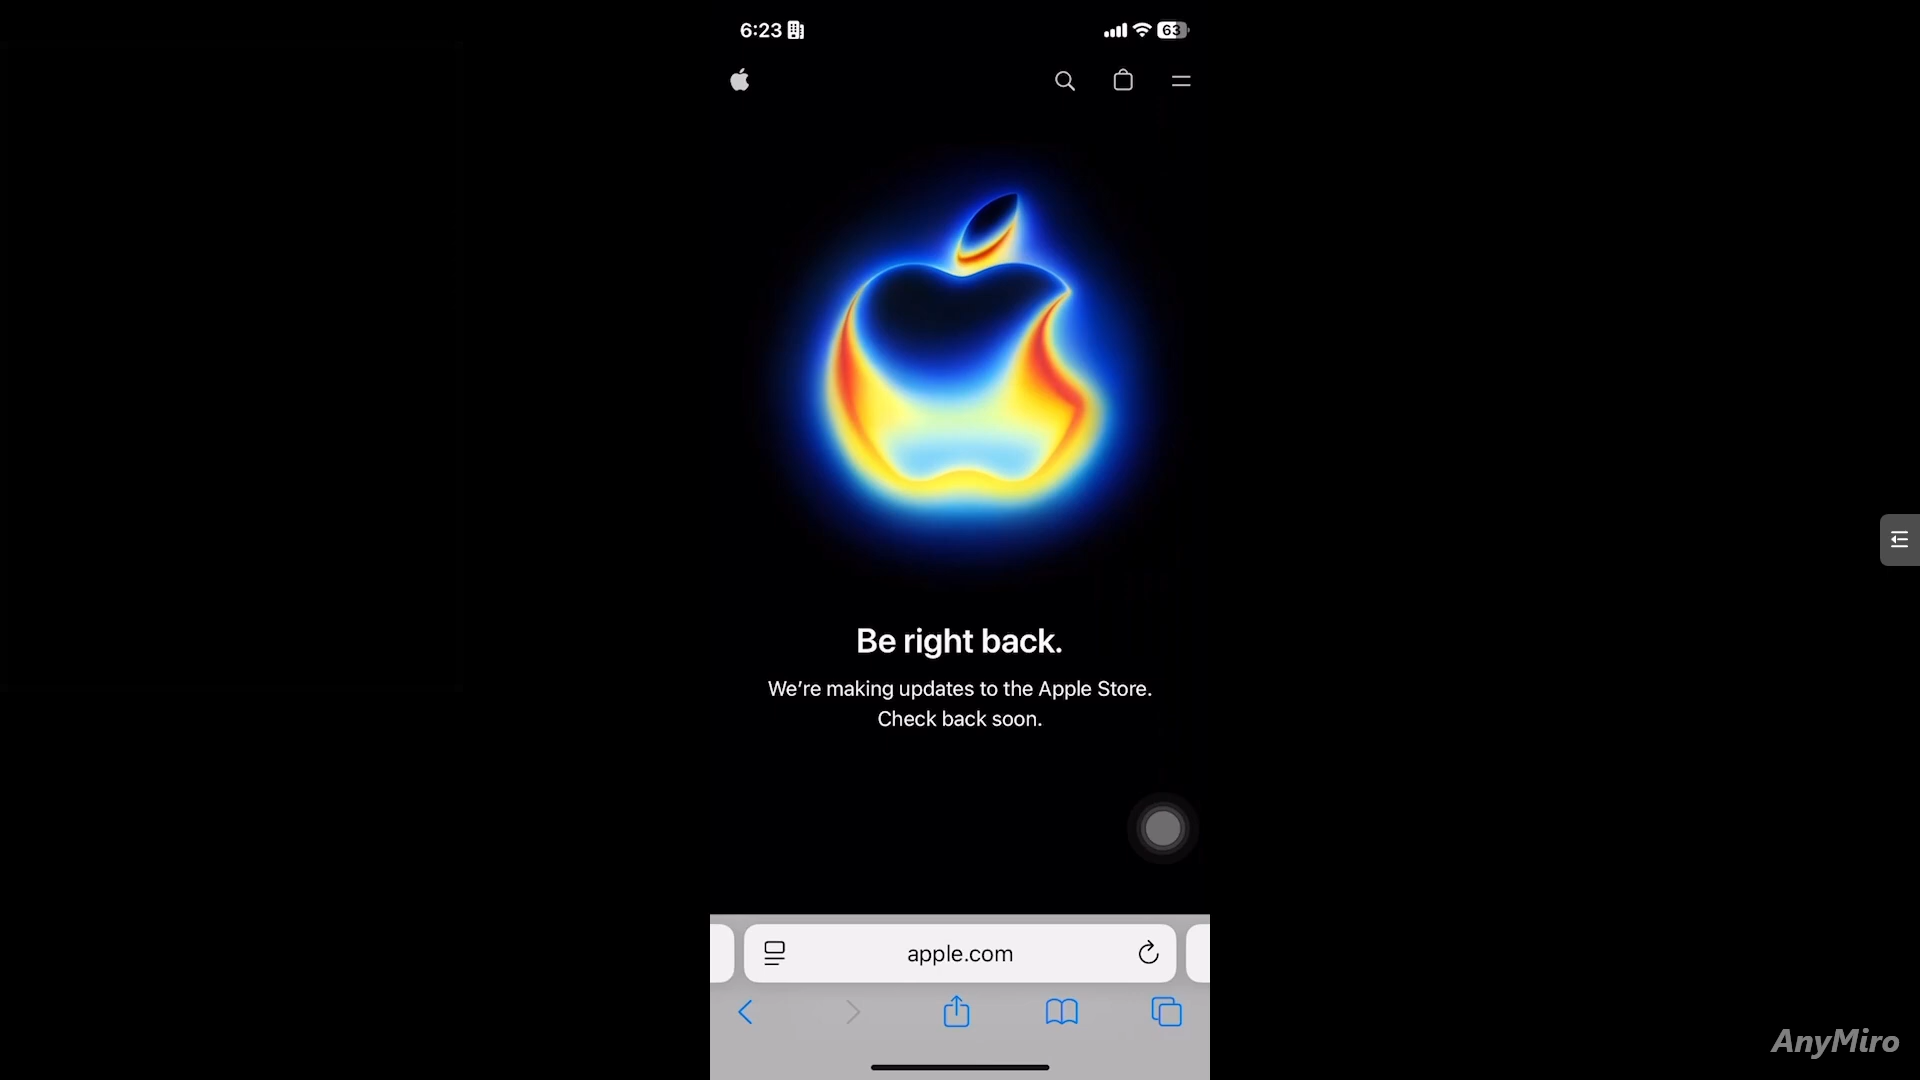 6:23
63
Be right back.
We’re making updates to the Apple Store.
Check back soon.
apple.com
AnyMiro